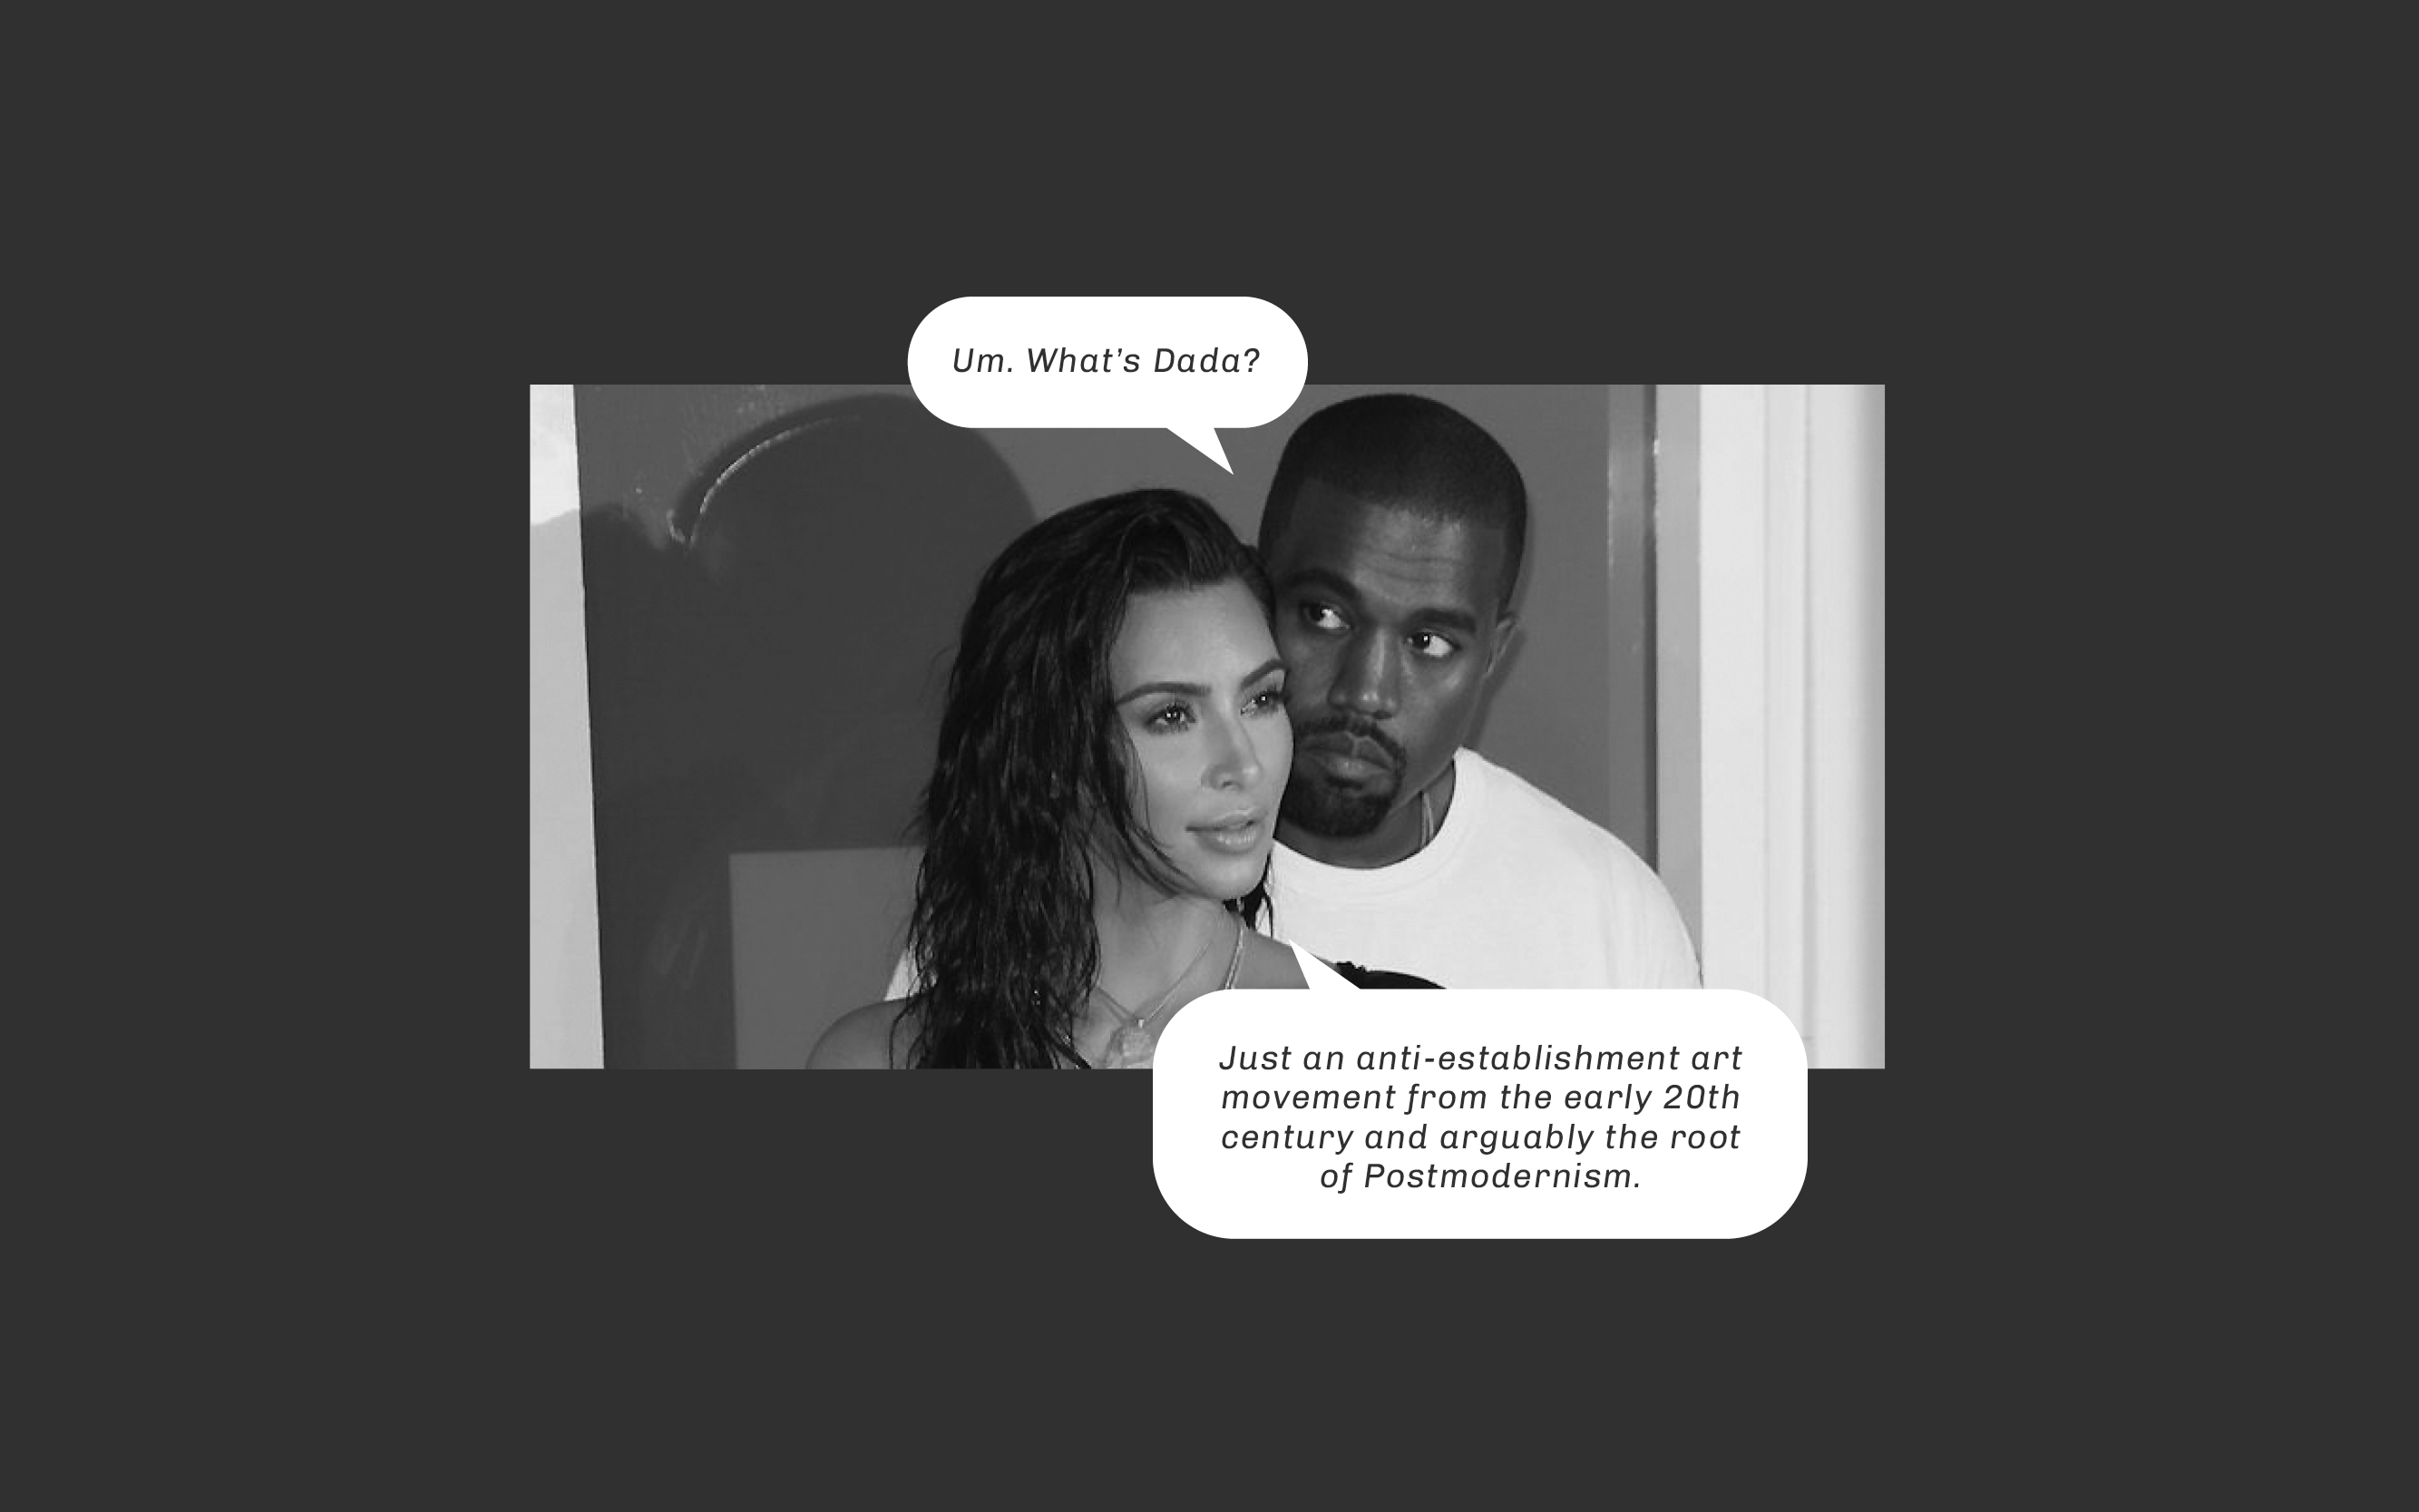 Um. What’s Dada?
Just an anti-establishment art
movement from the early 20th
century and arguably the root
of Postmodernism.